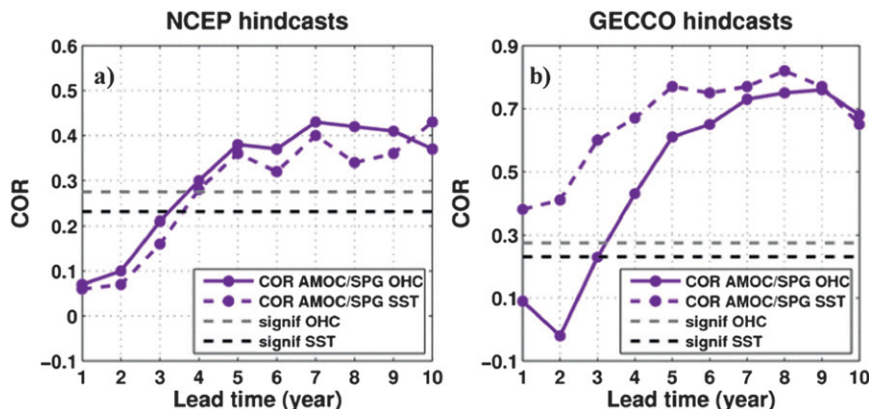 NCEP hindcasts
a)
COR
0.6
0.5
0.4
0.3
0.2
0.1
0
−0.1
COR AMOC/SPG OHC
COR AMOC/SPG SST
signif OHC
signif SST
1 2 3 4 5 6 7 8 9 10
Lead time (year)
GECCO hindcasts
b)
COR
0.9
0.7
0.5
0.3
0.1
−0.1
COR AMOC/SPG OHC
COR AMOC/SPG SST
signif OHC
signif SST
1 2 3 4 5 6 7 8 9 10
Lead time (year)